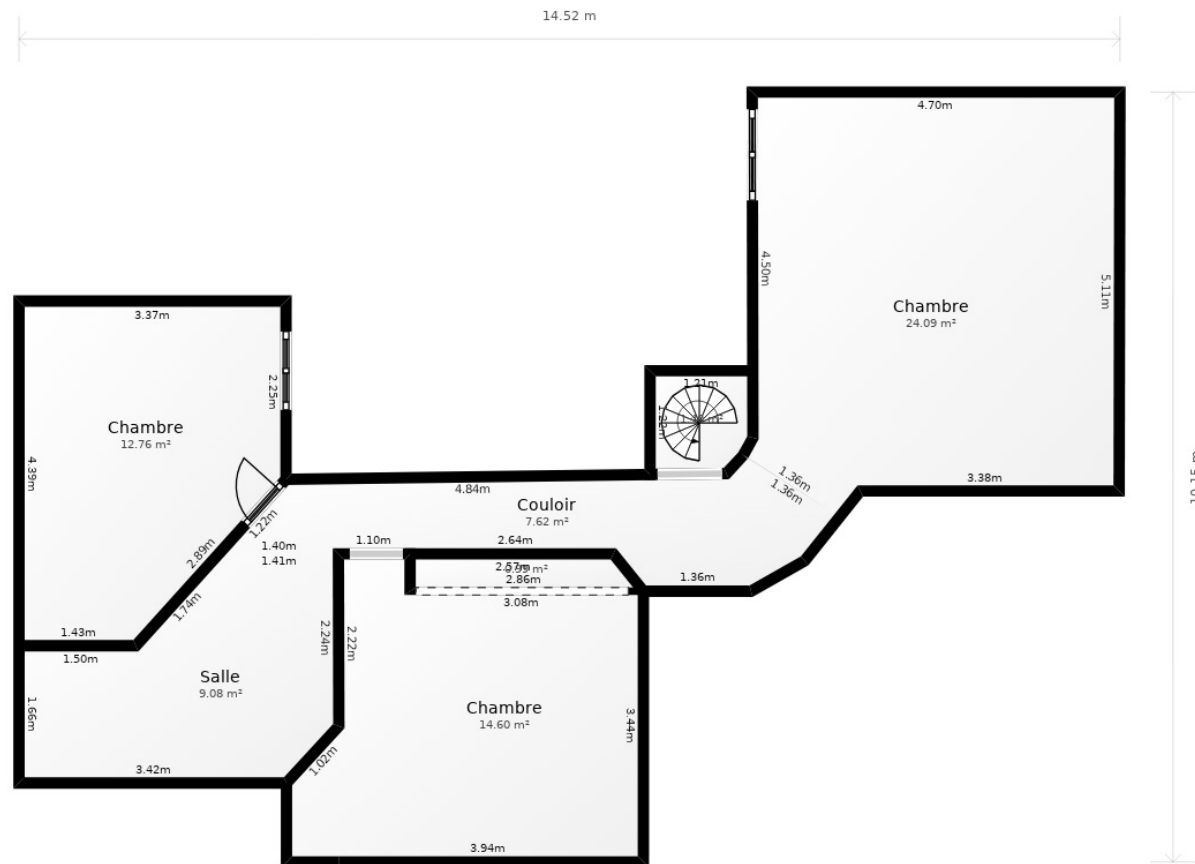 14.52 m
4.70m
4.50m
5.11m
Chambre
24.09 m²
3.37m
2.25m
Chambre
12.76 m²
4.39m
1.21m
1.22m
1.36m
1.36m
3.38m
4.84m
Couloir
7.62 m²
1.22m
2.89m
1.40m
1.41m
1.10m
2.64m
2.57m
2.86m
3.08m
1.36m
1.74m
1.43m
1.50m
2.24m
2.22m
Salle
9.08 m²
1.66m
Chambre
14.60 m²
3.44m
1.02m
3.42m
3.94m